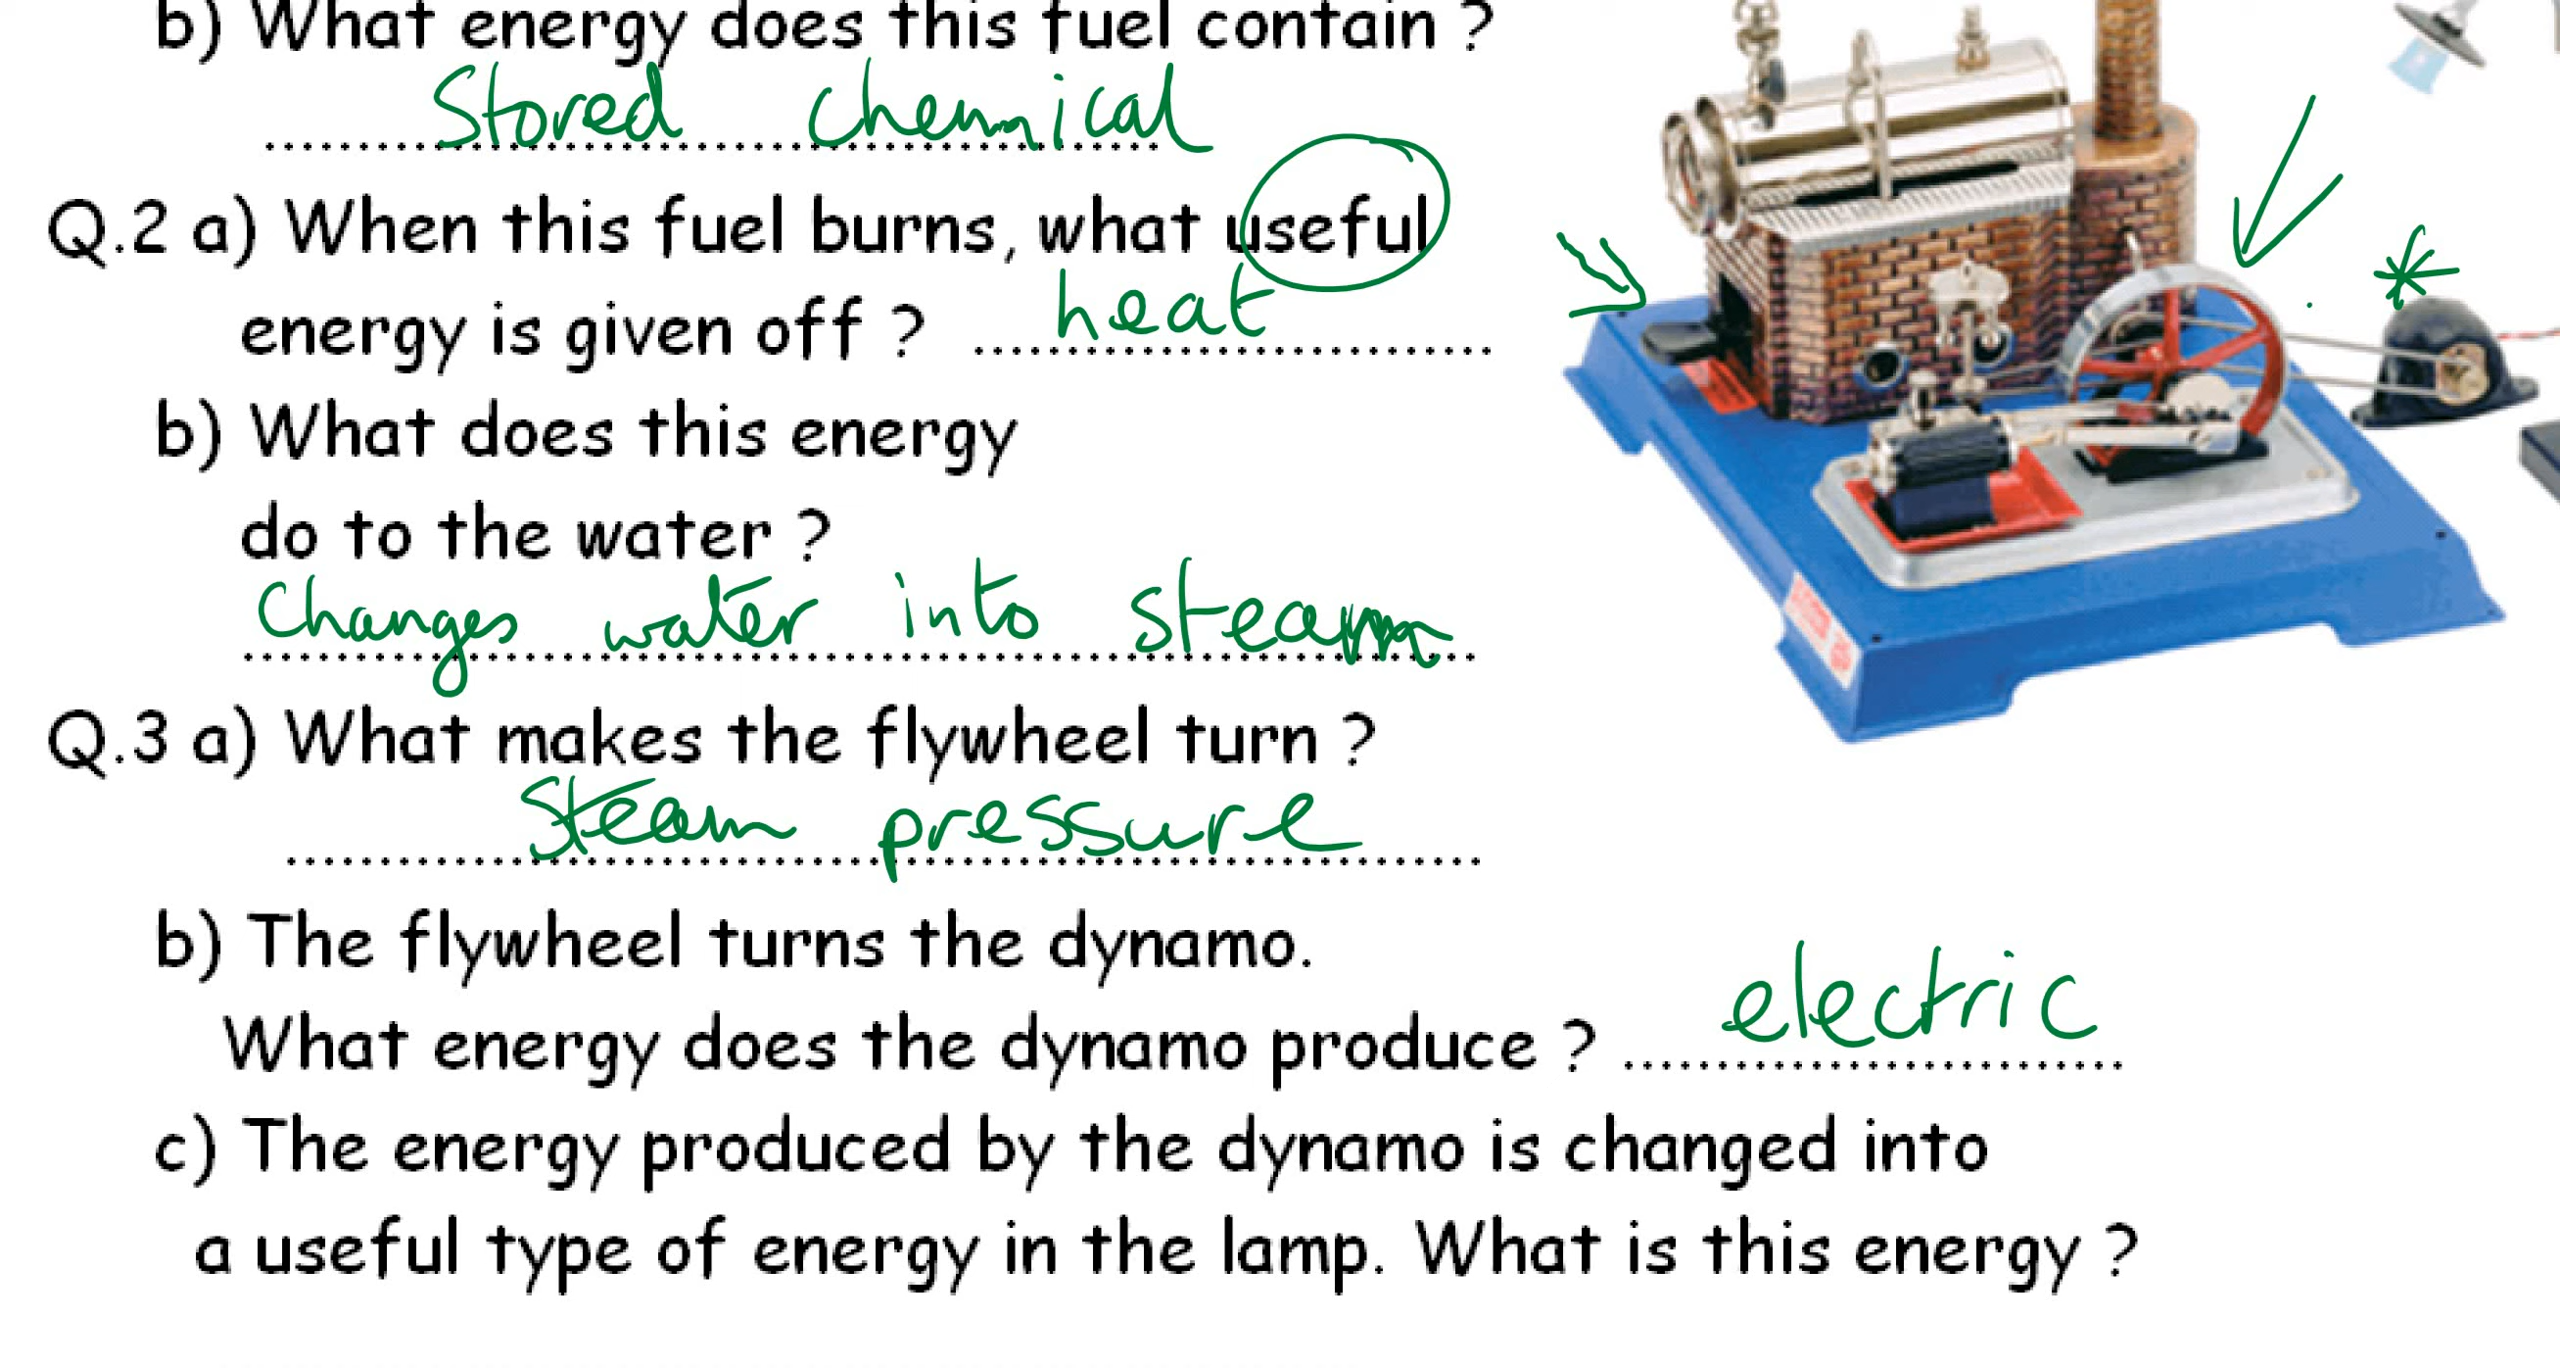 b) What energy does this fuel contain ?
Stored chemical
Q.2 a) When this fuel burns, what useful
energy is given off ? heat
b) What does this energy
do to the water ?
Changes water into steam
Q.3 a) What makes the flywheel turn ?
Steam pressure
b) The flywheel turns the dynamo.
What energy does the dynamo produce ? electric
c) The energy produced by the dynamo is changed into
a useful type of energy in the lamp. What is this energy ?